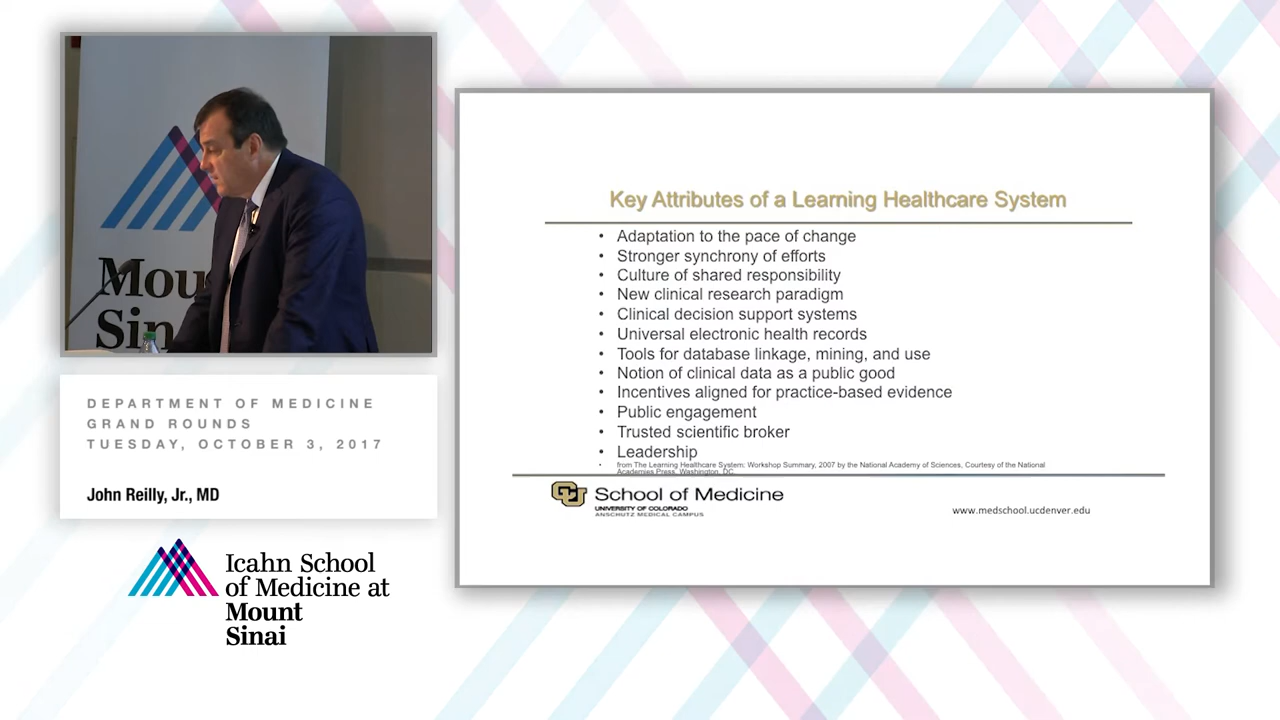 Mou
Sin
DEPARTMENT OF MEDICINE
GRAND ROUNDS
TUESDAY, OCTOBER 3, 2017
John Reilly, Jr., MD
Icahn School
of Medicine at
Mount
Sinai
Key Attributes of a Learning Healthcare System
• Adaptation to the pace of change
• Stronger synchrony of efforts
• Culture of shared responsibility
• New clinical research paradigm
• Clinical decision support systems
• Universal electronic health records
• Tools for database linkage, mining, and use
• Notion of clinical data as a public good
• Incentives aligned for practice-based evidence
• Public engagement
• Trusted scientific broker
• Leadership
• from The Learning Healthcare System: Workshop Summary, 2007 by the National Academy of Sciences, Courtesy of the National
Academies Press, Washington, DC.
CU School of Medicine
UNIVERSITY OF COLORADO
ANSCHUTZ MEDICAL CAMPUS
www.medschool.ucdenver.edu